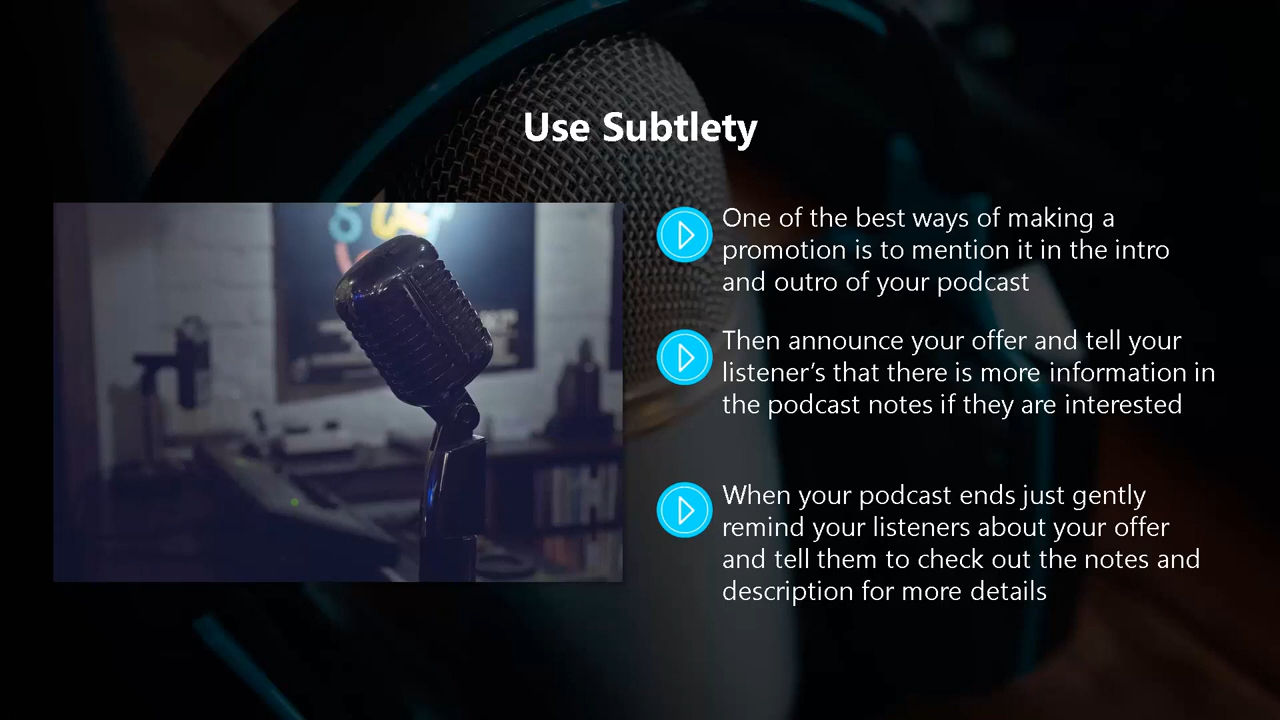 Use Subtlety
One of the best ways of making a
promotion is to mention it in the intro
and outro of your podcast
Then announce your offer and tell your
listener’s that there is more information in
the podcast notes if they are interested
When your podcast ends just gently
remind your listeners about your offer
and tell them to check out the notes and
description for more details